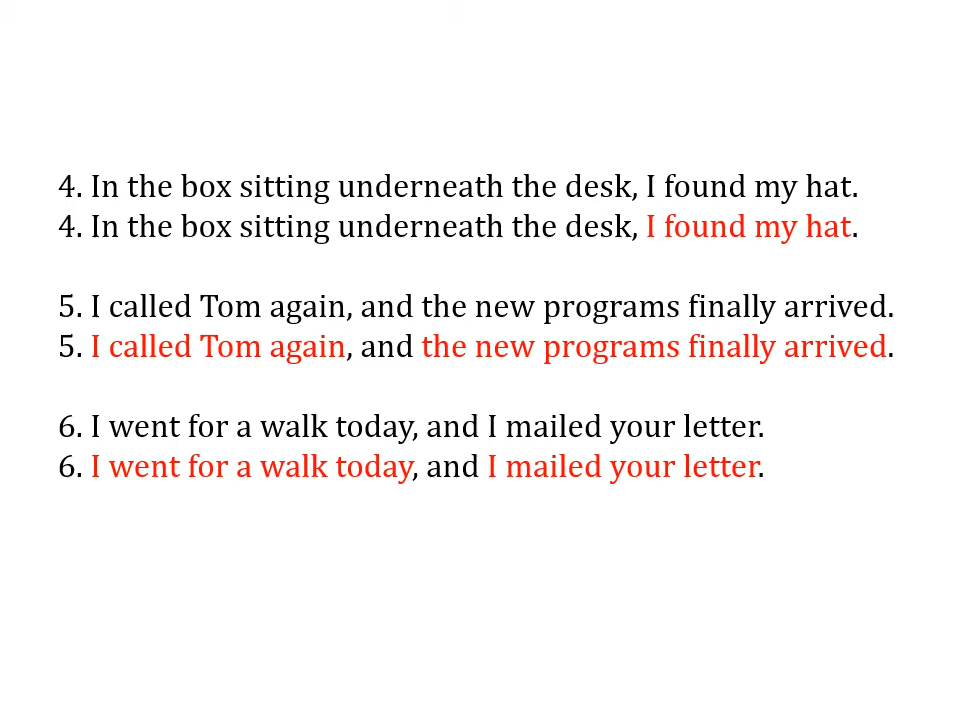 4. In the box sitting underneath the desk, I found my hat.
4. In the box sitting underneath the desk, I found my hat.
5. I called Tom again, and the new programs finally arrived.
5. I called Tom again, and the new programs finally arrived.
6. I went for a walk today, and I mailed your letter.
6. I went for a walk today, and I mailed your letter.